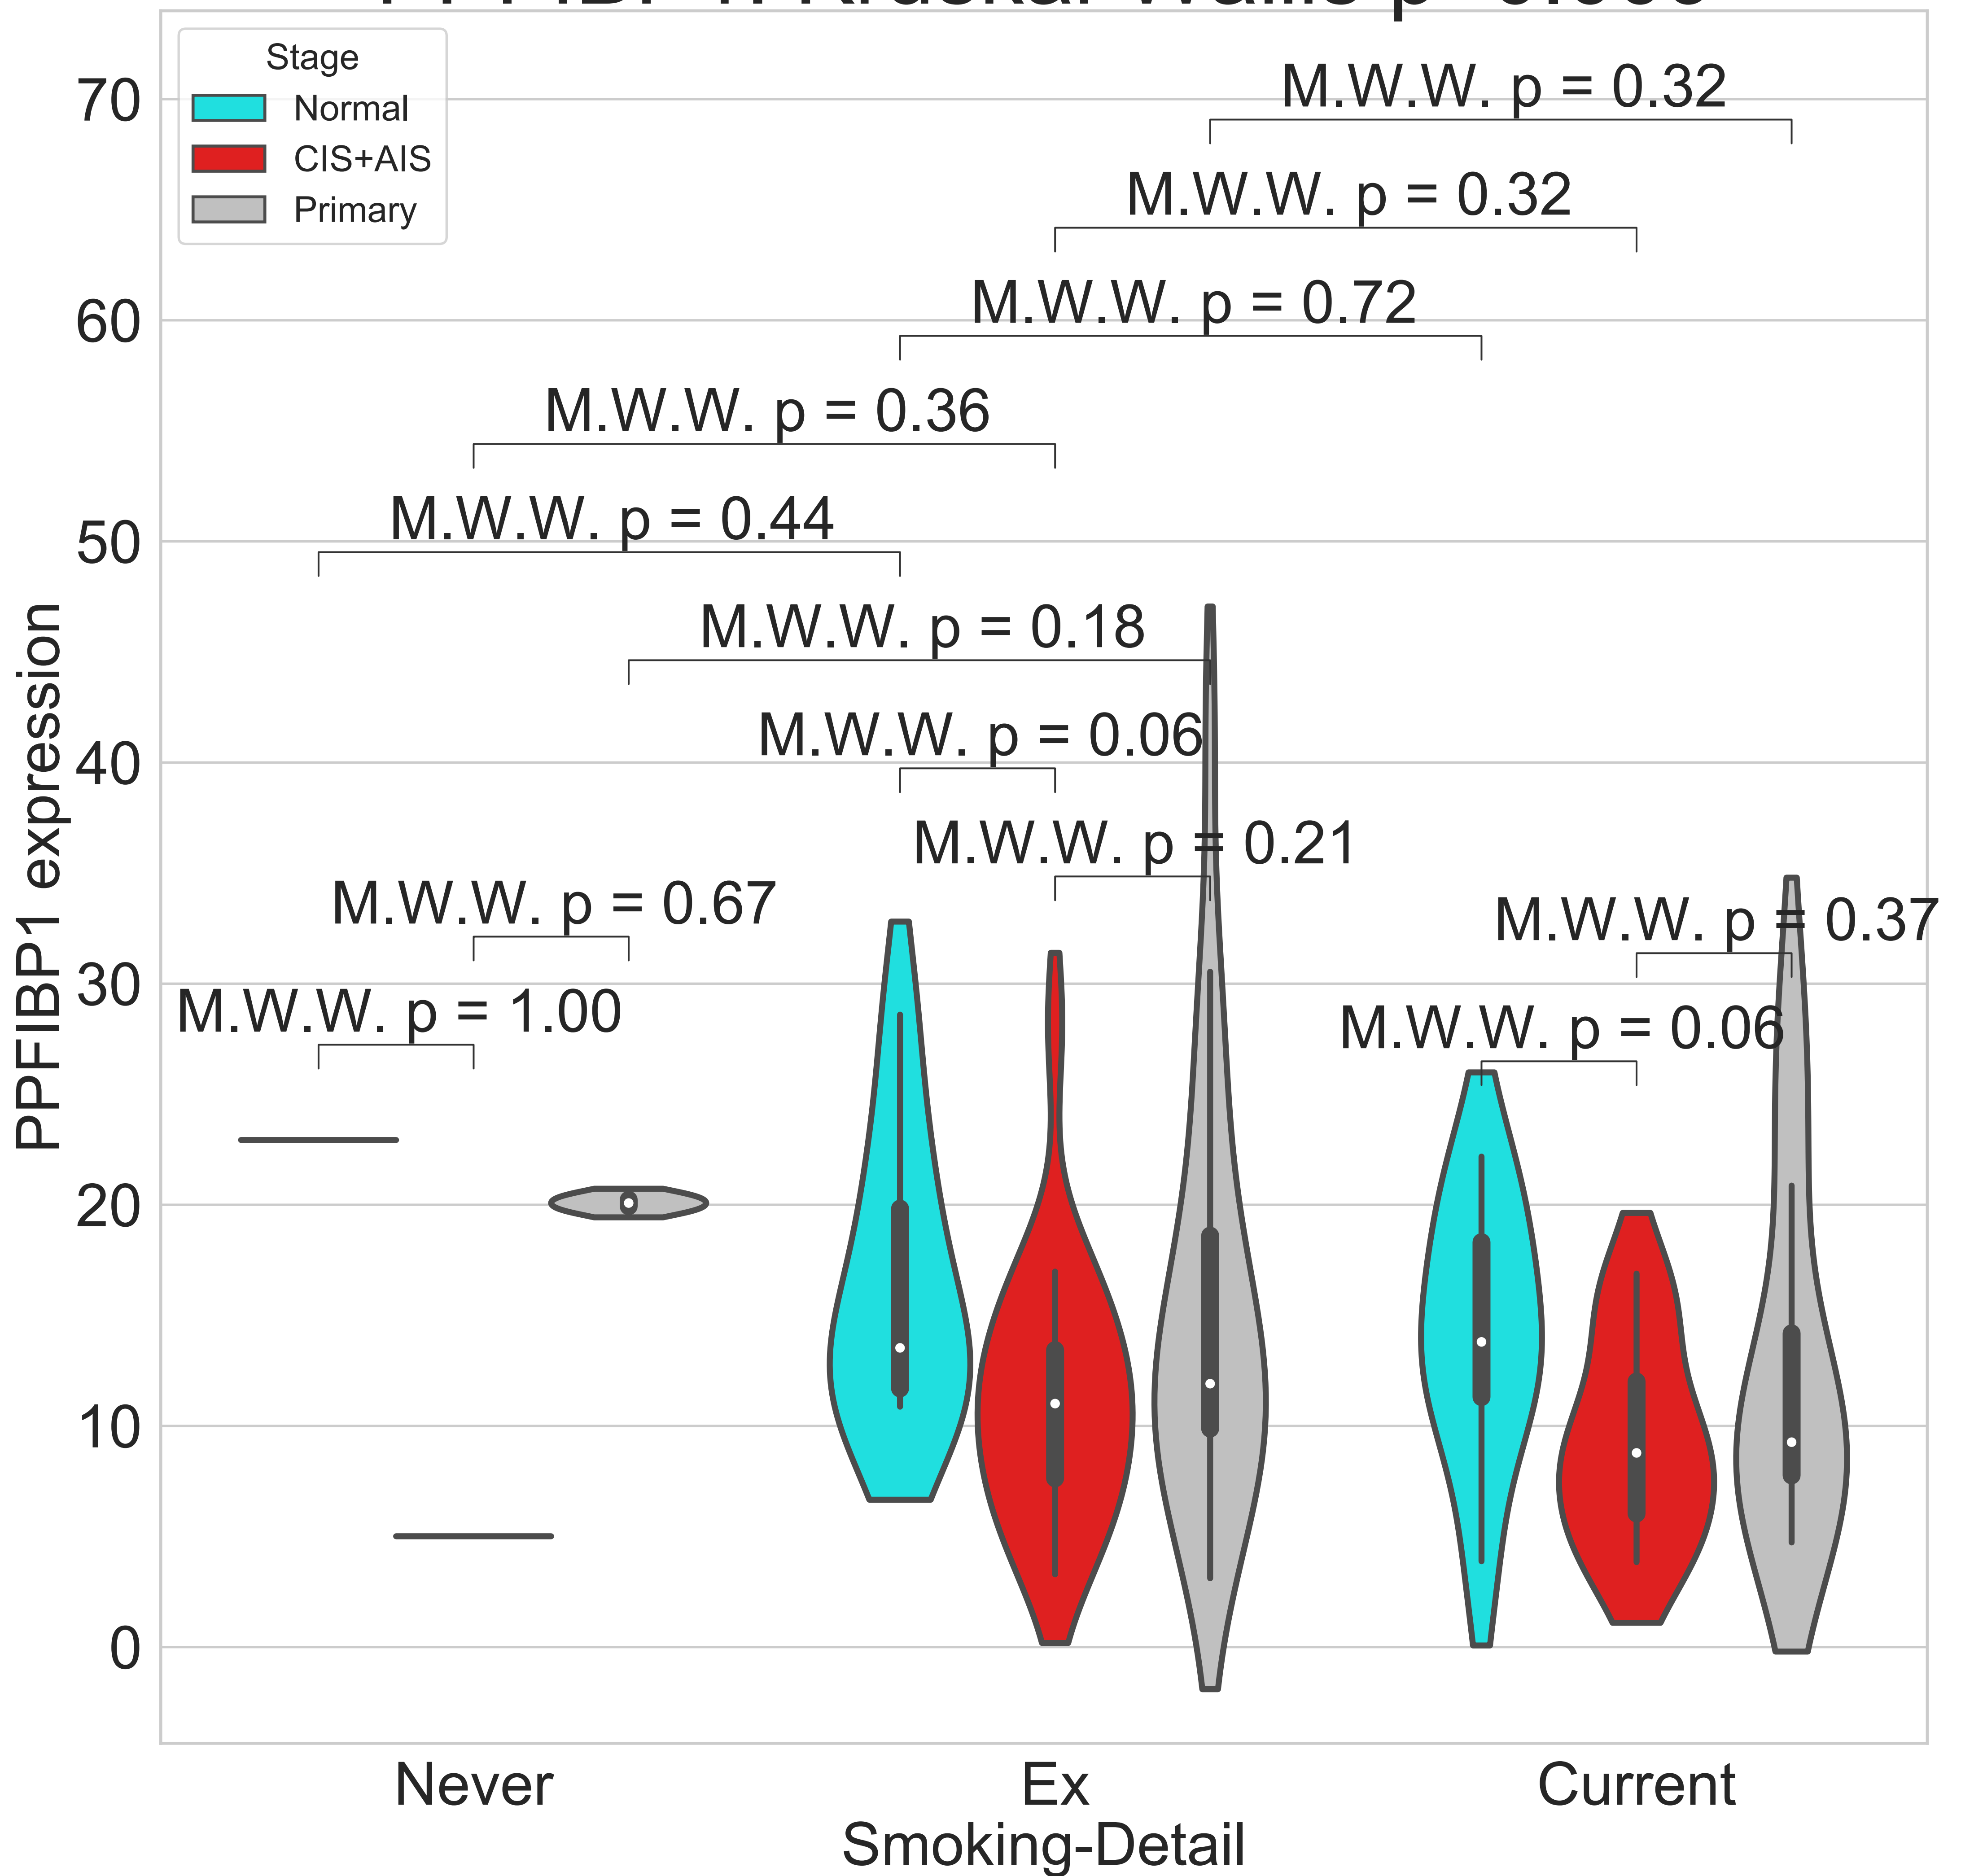 Stage
Normal
CIS+AIS
Primary
M.W.W. p = 0.32
M.W.W. p = 0.32
M.W.W. p = 0.72
M.W.W. p = 0.36
M.W.W. p = 0.44
M.W.W. p = 0.18
M.W.W. p = 0.06
M.W.W. p = 0.21
M.W.W. p = 0.67
M.W.W. p = 0.37
M.W.W. p = 1.00
M.W.W. p = 0.06
70
60
50
40
30
20
10
0
PPFIBP1 expression
Never
Ex
Current
Smoking-Detail